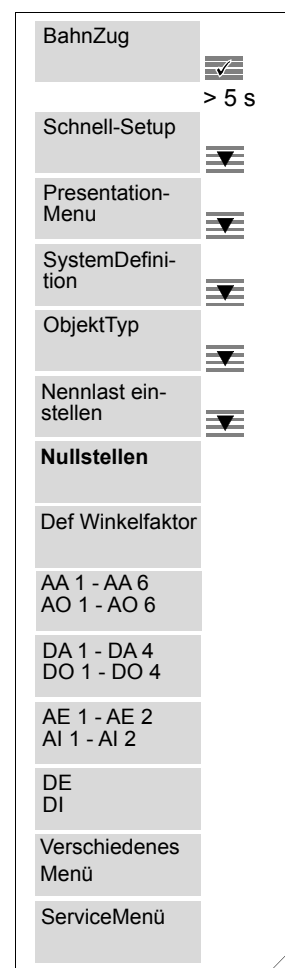 BahnZug
> 5 s
Schnell-Setup
Presentation-
Menu
SystemDefini-
tion
ObjektTyp
Nennlast ein-
stellen
Nullstellen
Def Winkelfaktor
AA 1 - AA 6
AO 1 - AO 6
DA 1 - DA 4
DO 1 - DO 4
AE 1 - AE 2
AI 1 - AI 2
DE
DI
Verschiedenes
Menü
ServiceMenü